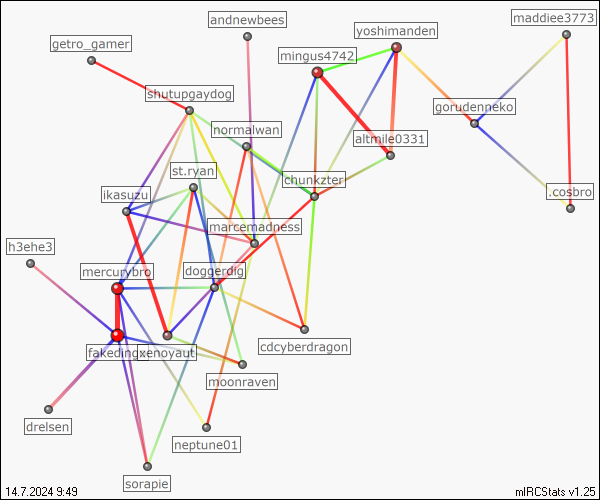 andnewbees
maddiee3773
yoshimanden
getro_gamer
mingus4742
shutupgaydog
gorudenneko
normalwan
altmile0331
st.ryan
chunkzter
ikasuzu
.cosbro
marcemadness
h3ehe3
mercurybro
doggerdig
cdcyberdragon
xenoyaut
moonraven
drelsen
neptune01
sorapie
14.7.2024 9:49
mIRCStats v1.25